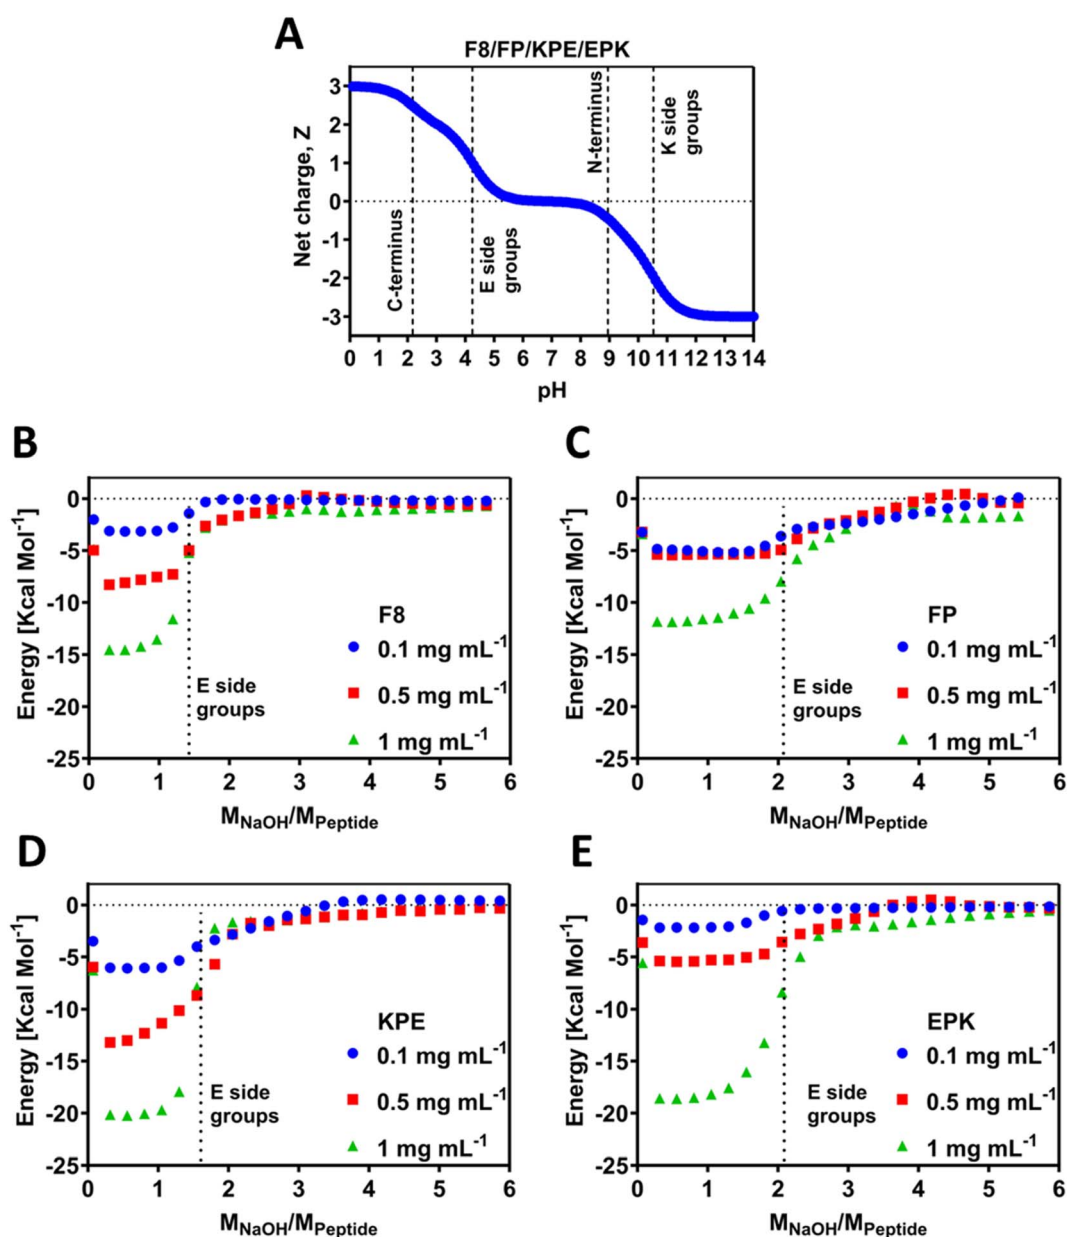 A
F8/FP/KPE/EPK
Net charge, Z
3
2
1
0
-1
-2
-3
C-terminus
E side
groups
N-terminus
K side
groups
0 1 2 3 4 5 6 7 8 9 10 11 12 13 14
pH
B
Energy [Kcal Mol⁻¹]
0
-5
-10
-15
-20
-25
E side
groups
F8
0.1 mg mL⁻¹
0.5 mg mL⁻¹
1 mg mL⁻¹
0 1 2 3 4 5 6
M_NaOH/M_Peptide
C
Energy [Kcal Mol⁻¹]
0
-5
-10
-15
-20
-25
E side
groups
FP
0.1 mg mL⁻¹
0.5 mg mL⁻¹
1 mg mL⁻¹
0 1 2 3 4 5 6
M_NaOH/M_Peptide
D
Energy [Kcal Mol⁻¹]
0
-5
-10
-15
-20
-25
E side
groups
KPE
0.1 mg mL⁻¹
0.5 mg mL⁻¹
1 mg mL⁻¹
0 1 2 3 4 5 6
M_NaOH/M_Peptide
E
Energy [Kcal Mol⁻¹]
0
-5
-10
-15
-20
-25
E side
groups
EPK
0.1 mg mL⁻¹
0.5 mg mL⁻¹
1 mg mL⁻¹
0 1 2 3 4 5 6
M_NaOH/M_Peptide